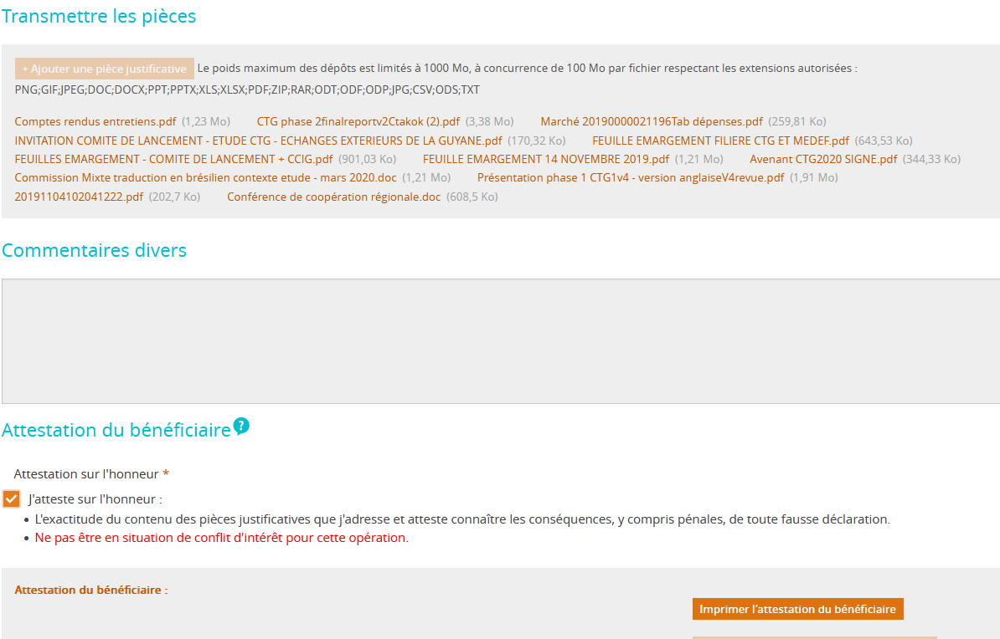 Transmettre les pièces
+ Ajouter une pièce justificative Le poids maximum des dépôts est limités à 1000 Mo, à concurrence de 100 Mo par fichier respectant les extensions autorisées :
PNG;GIF;JPEG;DOC;DOCX;PPT;PPTX;XLS;XLSX;PDF;ZIP;RAR;ODT;ODF;ODP;JPG;CSV;ODS;TXT
Comptes rendus entretiens.pdf (1,23 Mo) CTG phase 2finalreportv2Ctakok (2).pdf (3,38 Mo) Marché 20190000021196Tab dépenses.pdf (259,81 Ko)
INVITATION COMITE DE LANCEMENT - ETUDE CTG - ECHANGES EXTERIEURS DE LA GUYANE.pdf (170,32 Ko) FEUILLE EMARGEMENT FILIERE CTG ET MEDEF.pdf (643,53 Ko)
FEUILLES EMARGEMENT - COMITE DE LANCEMENT + CCIG.pdf (901,03 Ko) FEUILLE EMARGEMENT 14 NOVEMBRE 2019.pdf (1,21 Mo) Avenant CTG2020 SIGNE.pdf (344,33 Ko)
Commission Mixte traduction en brésilien contexte etude - mars 2020.doc (1,21 Mo) Présentation phase 1 CTG1v4 - version anglaiseV4revue.pdf (1,91 Mo)
20191104102041222.pdf (202,7 Ko) Conférence de coopération régionale.doc (608,5 Ko)
Commentaires divers
Attestation du bénéficiaire ?
Attestation sur l'honneur *
J'atteste sur l'honneur :
• L'exactitude du contenu des pièces justificatives que j'adresse et atteste connaître les conséquences, y compris pénales, de toute fausse déclaration.
• Ne pas être en situation de conflit d'intérêt pour cette opération.
Attestation du bénéficiaire :
Imprimer l'attestation du bénéficiaire